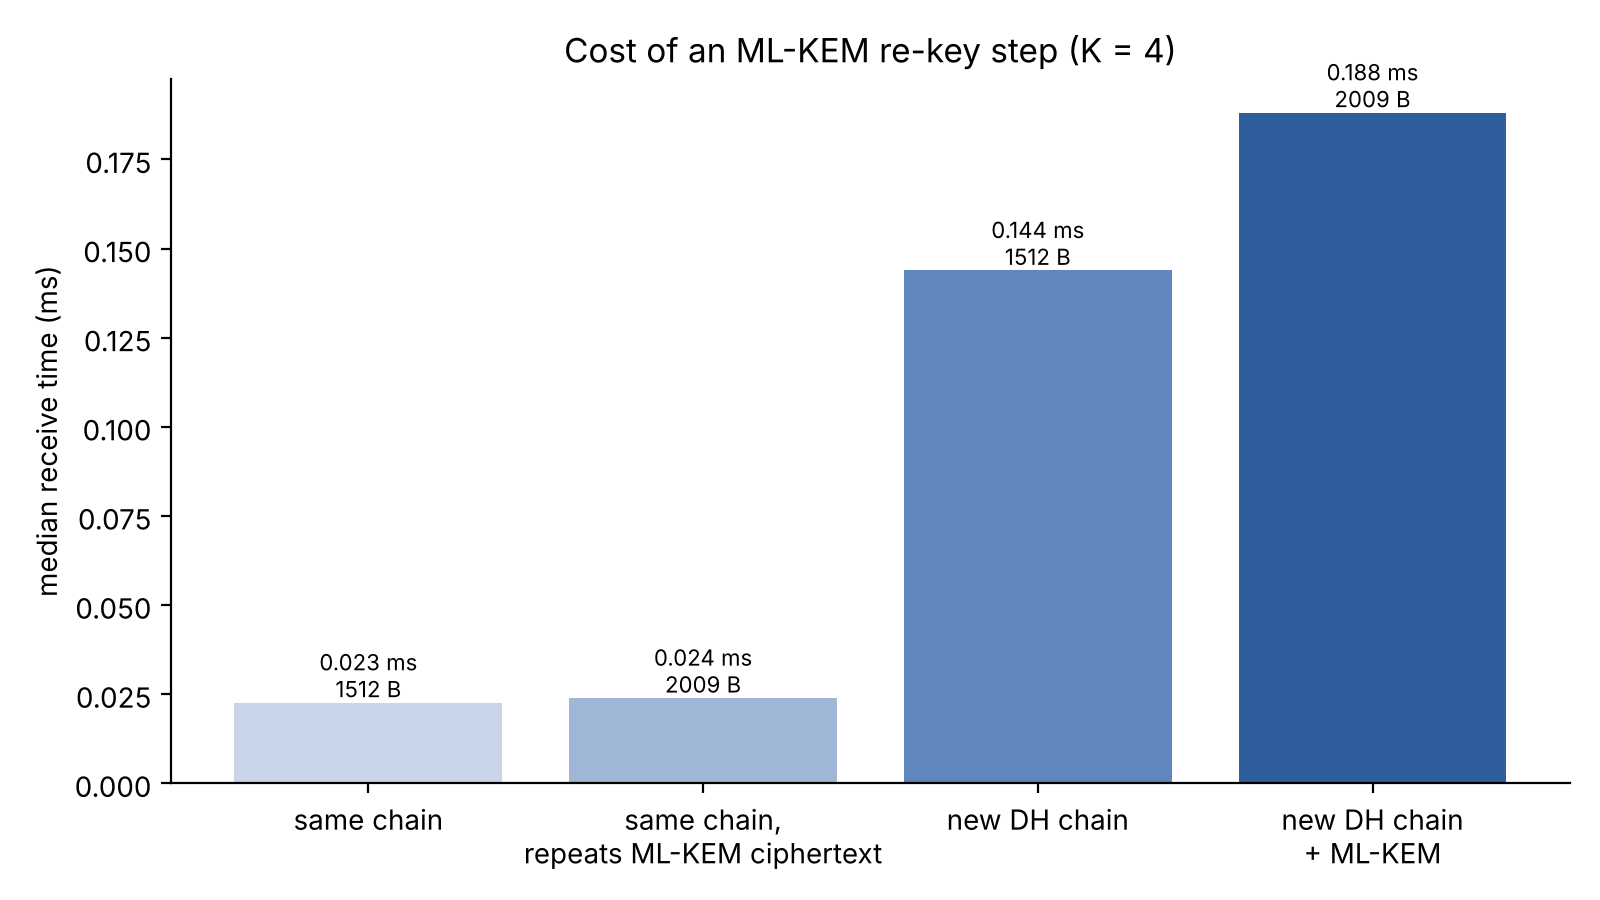 Cost of an ML-KEM re-key step (K = 4)
median receive time (ms)
0.175
0.150
0.125
0.100
0.075
0.050
0.025
0.000
0.023 ms
1512 B
0.024 ms
2009 B
0.144 ms
1512 B
0.188 ms
2009 B
same chain
same chain,
repeats ML-KEM ciphertext
new DH chain
new DH chain
+ ML-KEM